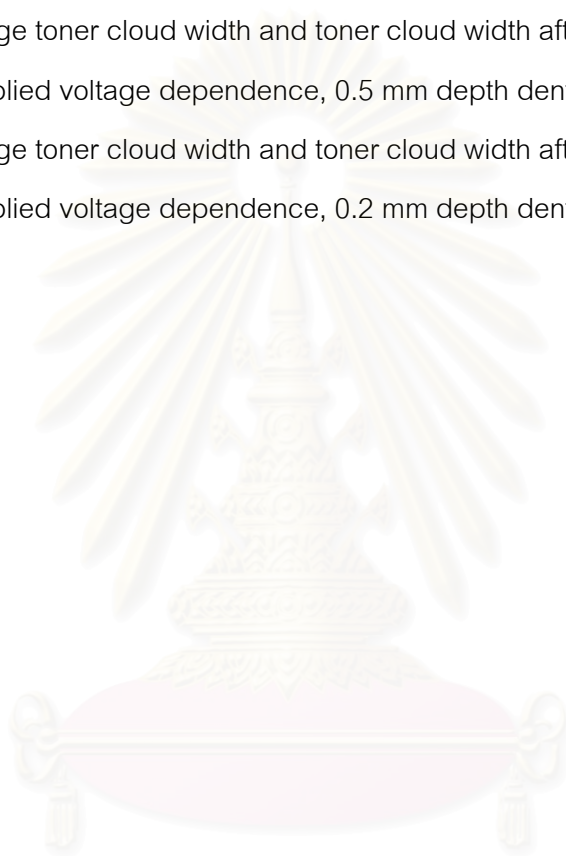 ge toner cloud width and toner cloud width aft
plied voltage dependence, 0.5 mm depth den
ge toner cloud width and toner cloud width aft
plied voltage dependence, 0.2 mm depth den